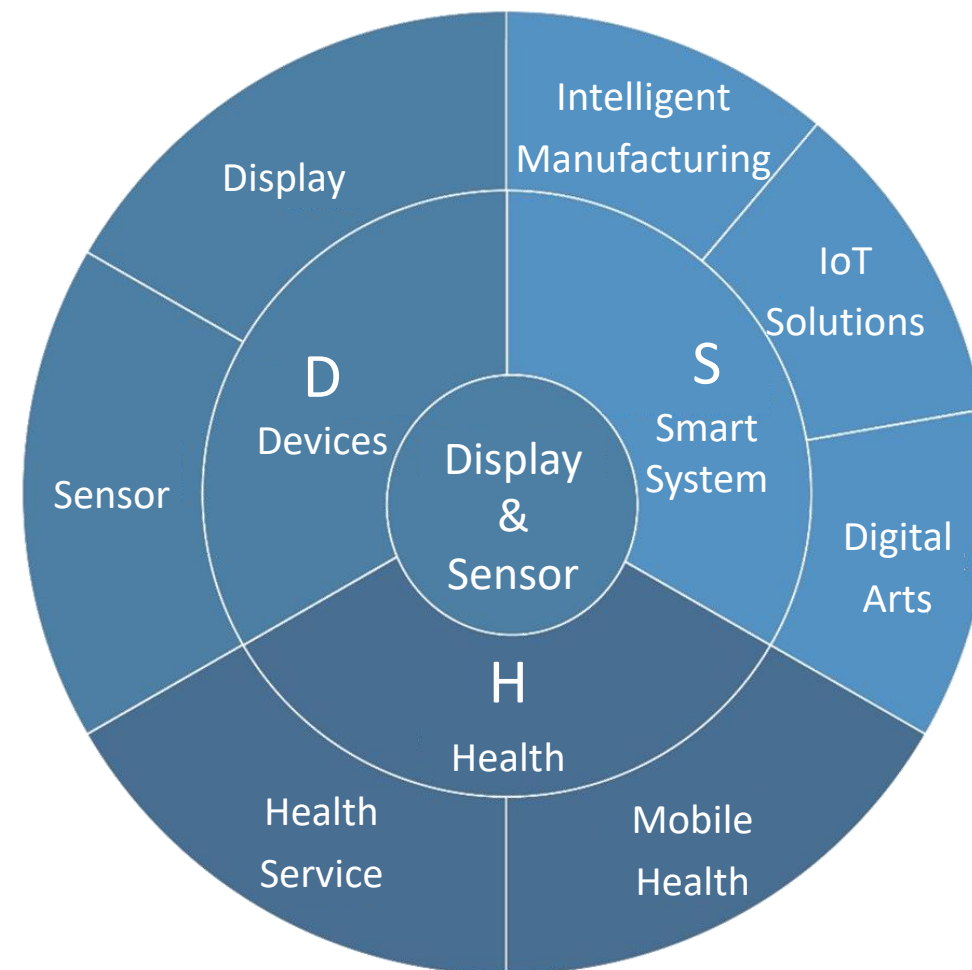 Intelligent
Manufacturing
Display
IoT
Solutions
D
Devices
S
Smart
System
Display
&
Sensor
Sensor
Digital
Arts
H
Health
Health
Service
Mobile
Health